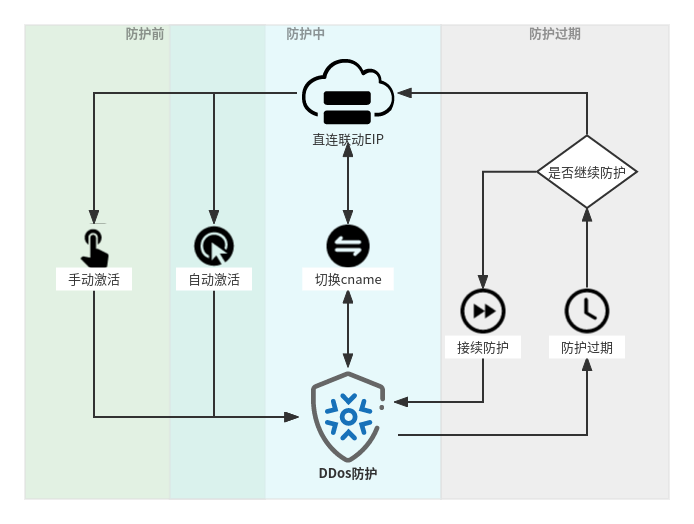 防护前
防护中
防护过期
直连联动EIP
是否继续防护
手动激活
自动激活
切换cname
接续防护
防护过期
DDos防护